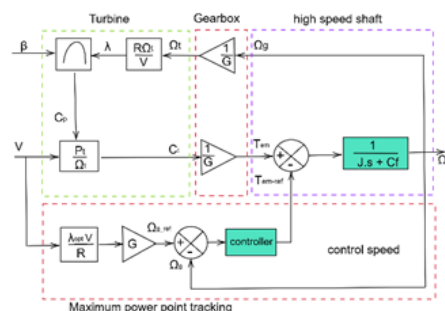 Turbine
Gearbox
high speed shaft
β
λ
RΩt
V
Ωt
1
G
Ωg
Cp
V
Pt
Ωt
Ct
1
G
Tem
+
-
1
J.s + Cf
Ω
Tem-ref
λopt V
R
G
Ωg_ref
+
-
controller
control speed
Ωg
Maximum power point tracking